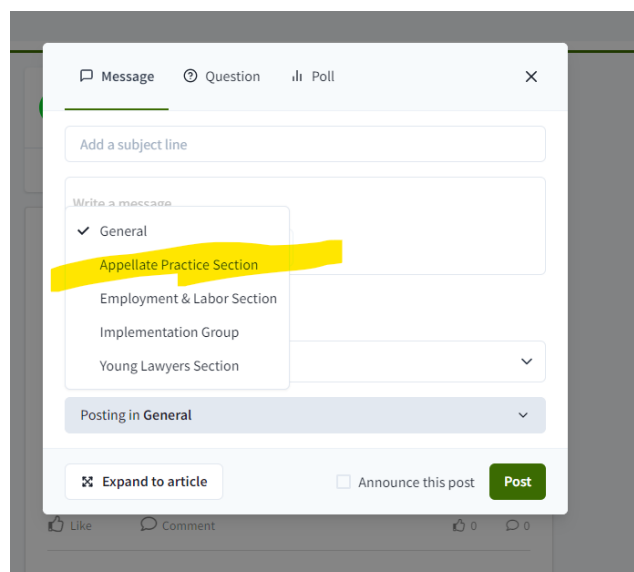 Message Question Poll
Add a subject line
Write a message
General
Appellate Practice Section
Employment & Labor Section
Implementation Group
Young Lawyers Section
Posting in General
Expand to article Announce this post Post
Like Comment 0 0